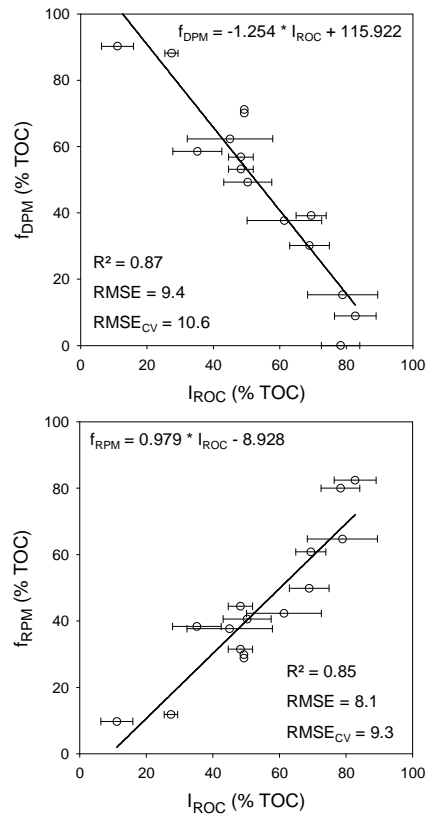 f_DPM = -1.254 * I_ROC + 115.922
100
80
60
40
20
0
f_DPM (% TOC)
R² = 0.87
RMSE = 9.4
RMSE_CV = 10.6
0 20 40 60 80 100
I_ROC (% TOC)
100
80
60
40
20
0
f_RPM = 0.979 * I_ROC - 8.928
f_RPM (% TOC)
R² = 0.85
RMSE = 8.1
RMSE_CV = 9.3
0 20 40 60 80 100
I_ROC (% TOC)